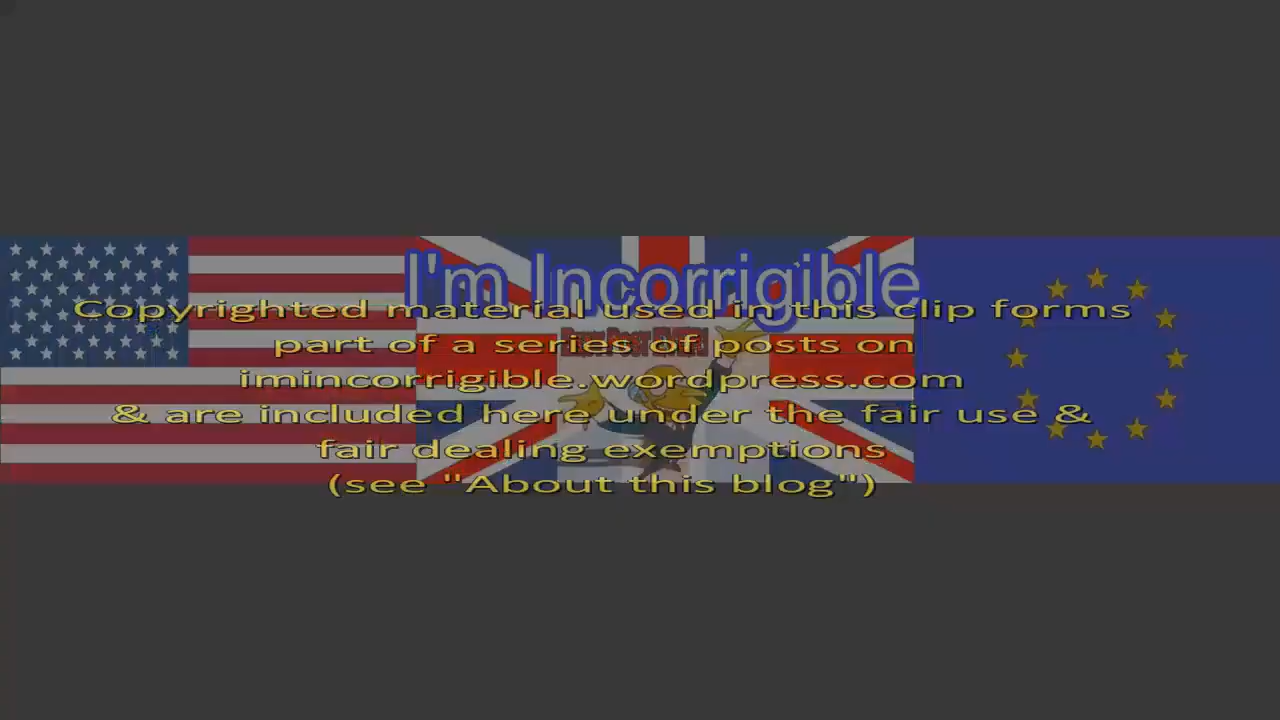 I'm Incorrigible
Copyrighted material used in this clip forms
part of a series of posts on
imincorrigible.wordpress.com
& are included here under the fair use &
fair dealing exemptions
(see "About this blog")